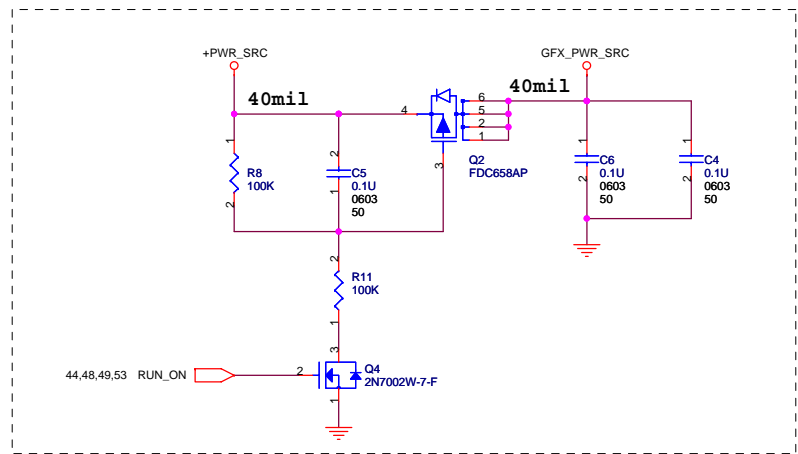 +PWR_SRC
GFX_PWR_SRC
40mil
40mil
4
6
5
2
1
3
Q2
FDC658AP
1
R8
100K
2
2
C5
0.1U
1
0603
50
1
C6
0.1U
2
0603
50
1
C4
0.1U
2
0603
50
2
R11
100K
1
3
44,48,49,53 RUN_ON
2
Q4
2N7002W-7-F
1